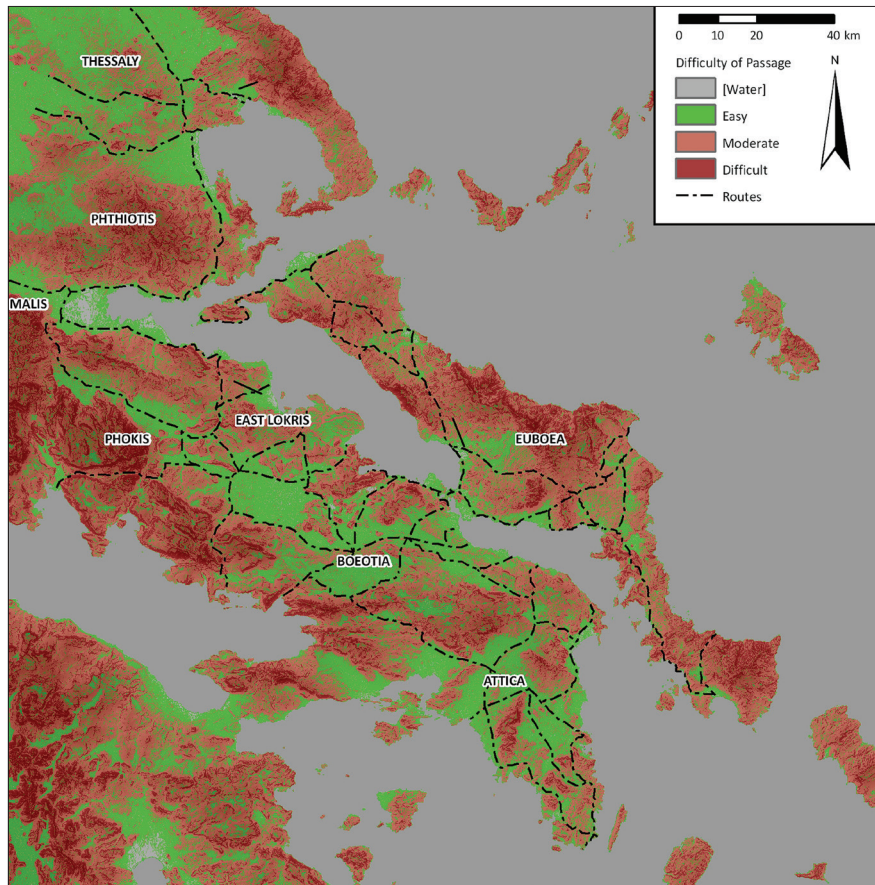 0 10 20 40 km
Difficulty of Passage
N
[Water]
Easy
Moderate
Difficult
Routes
THESSALY
PHTHIOTIS
MALIS
EAST LOKRIS
PHOKIS
EUBOEA
BOEOTIA
ATTICA